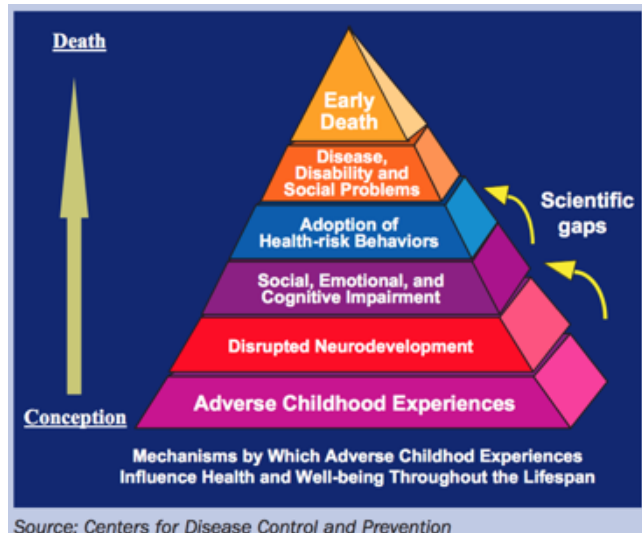 Death
Early
Death
Disease,
Disability and
Social Problems
Scientific
gaps
Adoption of
Health-risk Behaviors
Social, Emotional, and
Cognitive Impairment
Disrupted Neurodevelopment
Adverse Childhood Experiences
Conception
Mechanisms by Which Adverse Childhod Experiences
Influence Health and Well-being Throughout the Lifespan
Source: Centers for Disease Control and Prevention